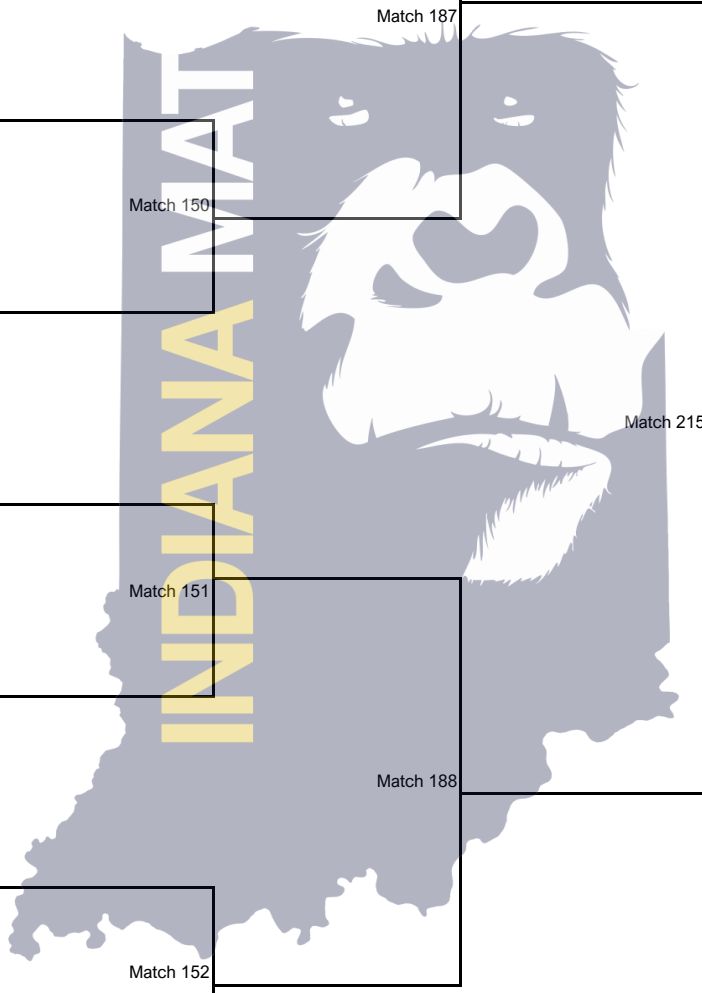 Match 187
Match 150
INDIANA MAT
Match 215
Match 151
Match 188
Match 152